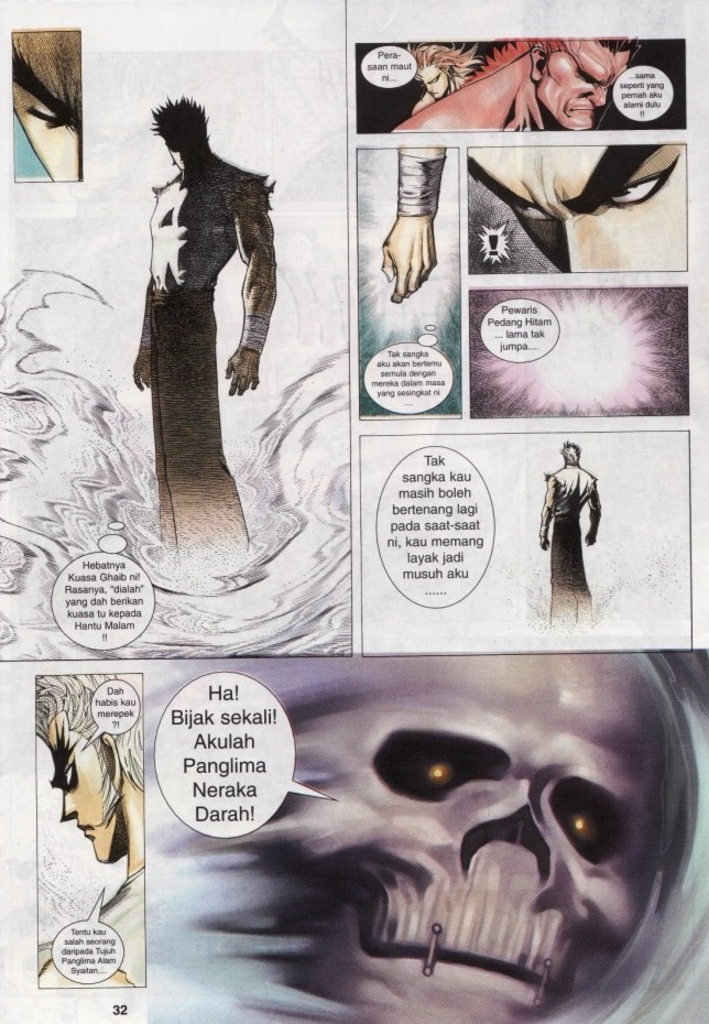 Hebatnya
Kuasa Ghaib ni!
Rasanya, "dialah"
yang dah berikan
kuasa tu kepada
Hantu Malam
!!
Pera-
saan maut
ni...
...sama
seperti yang
pernah aku
alami dulu
!!
Tak sangka
aku akan bertemu
semula dengan
mereka dalam masa
yang sesingkat ni
....
!
Pewaris
Pedang Hitam
... lama tak
jumpa....
Tak
sangka kau
masih boleh
bertenang lagi
pada saat-saat
ni, kau memang
layak jadi
musuh aku
......
Dah
habis kau
merepek
?!
Tentu kau
salah seorang
daripada Tujuh
Panglima Alam
Syaitan....
Ha!
Bijak sekali!
Akulah
Panglima
Neraka
Darah!
32